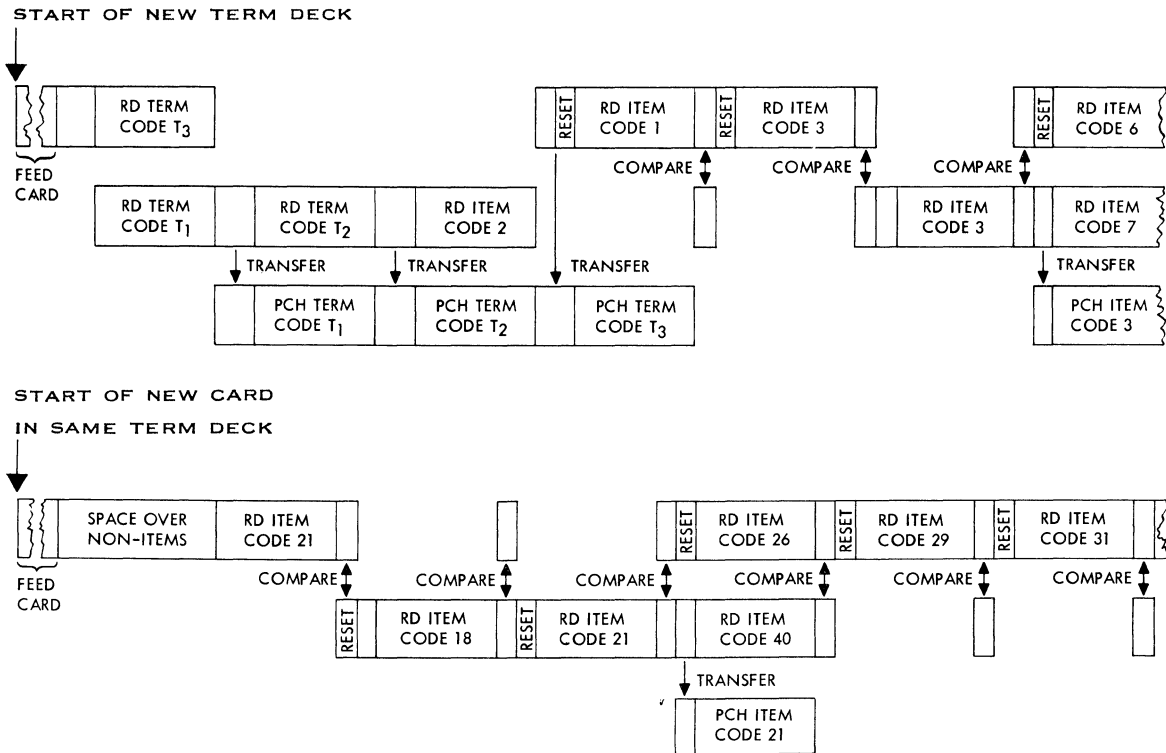 START OF NEW TERM DECK
RD TERM
CODE T3
RESET
RD ITEM
CODE 1
RESET
RD ITEM
CODE 3
RESET
RD ITEM
CODE 6
FEED
CARD
COMPARE
COMPARE
COMPARE
RD TERM
CODE T1
RD TERM
CODE T2
RD ITEM
CODE 2
RD ITEM
CODE 3
RD ITEM
CODE 7
TRANSFER
TRANSFER
TRANSFER
TRANSFER
PCH TERM
CODE T1
PCH TERM
CODE T2
PCH TERM
CODE T3
PCH ITEM
CODE 3
START OF NEW CARD
IN SAME TERM DECK
SPACE OVER
NON-ITEMS
RD ITEM
CODE 21
RESET
RD ITEM
CODE 26
RESET
RD ITEM
CODE 29
RESET
RD ITEM
CODE 31
FEED
CARD
COMPARE
COMPARE
COMPARE
COMPARE
COMPARE
COMPARE
RESET
RD ITEM
CODE 18
RESET
RD ITEM
CODE 21
RD ITEM
CODE 40
TRANSFER
PCH ITEM
CODE 21